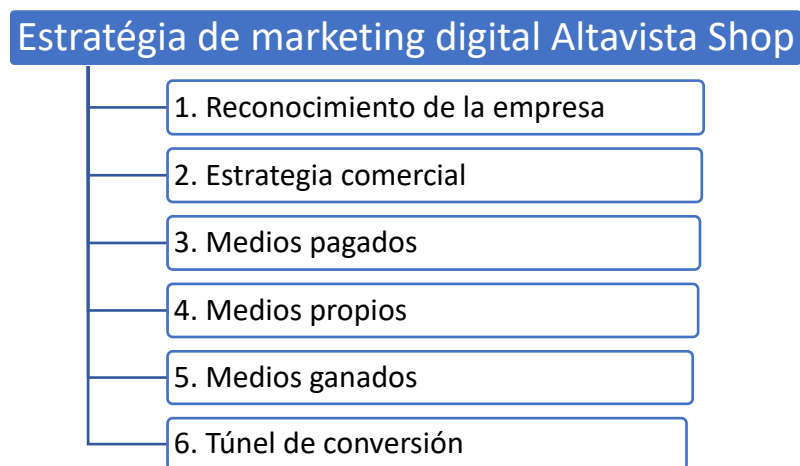 Estratégia de marketing digital Altavista Shop
1. Reconocimiento de la empresa
2. Estrategia comercial
3. Medios pagados
4. Medios propios
5. Medios ganados
6. Túnel de conversión